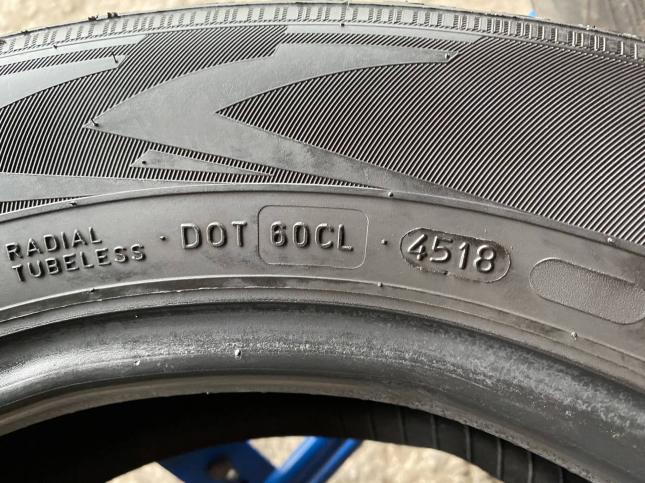 RADIAL
TUBELESS · DOT 60CL · 4518